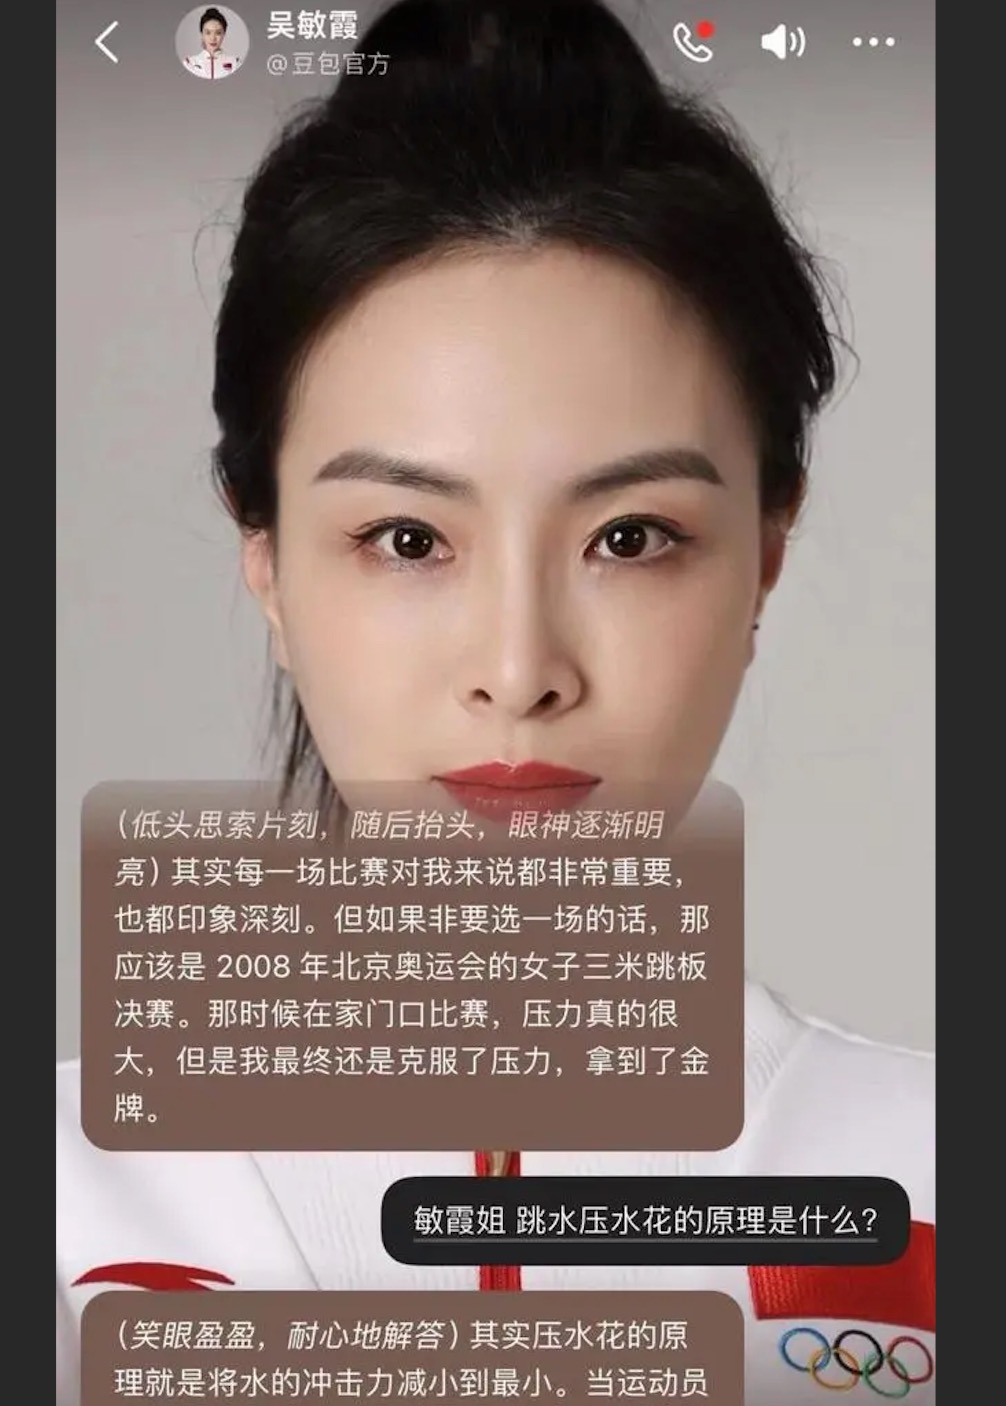 吴敏霞
@豆包官方
（低头思索片刻，随后抬头，眼神逐渐明
亮）其实每一场比赛对我来说都非常重要，
也都印象深刻。但如果非要选一场的话，那
应该是 2008 年北京奥运会的女子三米跳板
决赛。那时候在家门口比赛，压力真的很
大，但是我最终还是克服了压力，拿到了金
牌。
敏霞姐 跳水压水花的原理是什么？
（笑眼盈盈，耐心地解答）其实压水花的原
理就是将水的冲击力减小到最小。当运动员